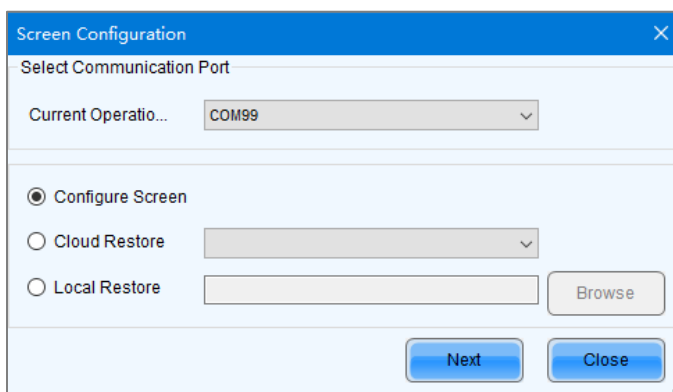 Screen Configuration
Select Communication Port
Current Operatio... COM99
Configure Screen
Cloud Restore
Local Restore Browse
Next Close